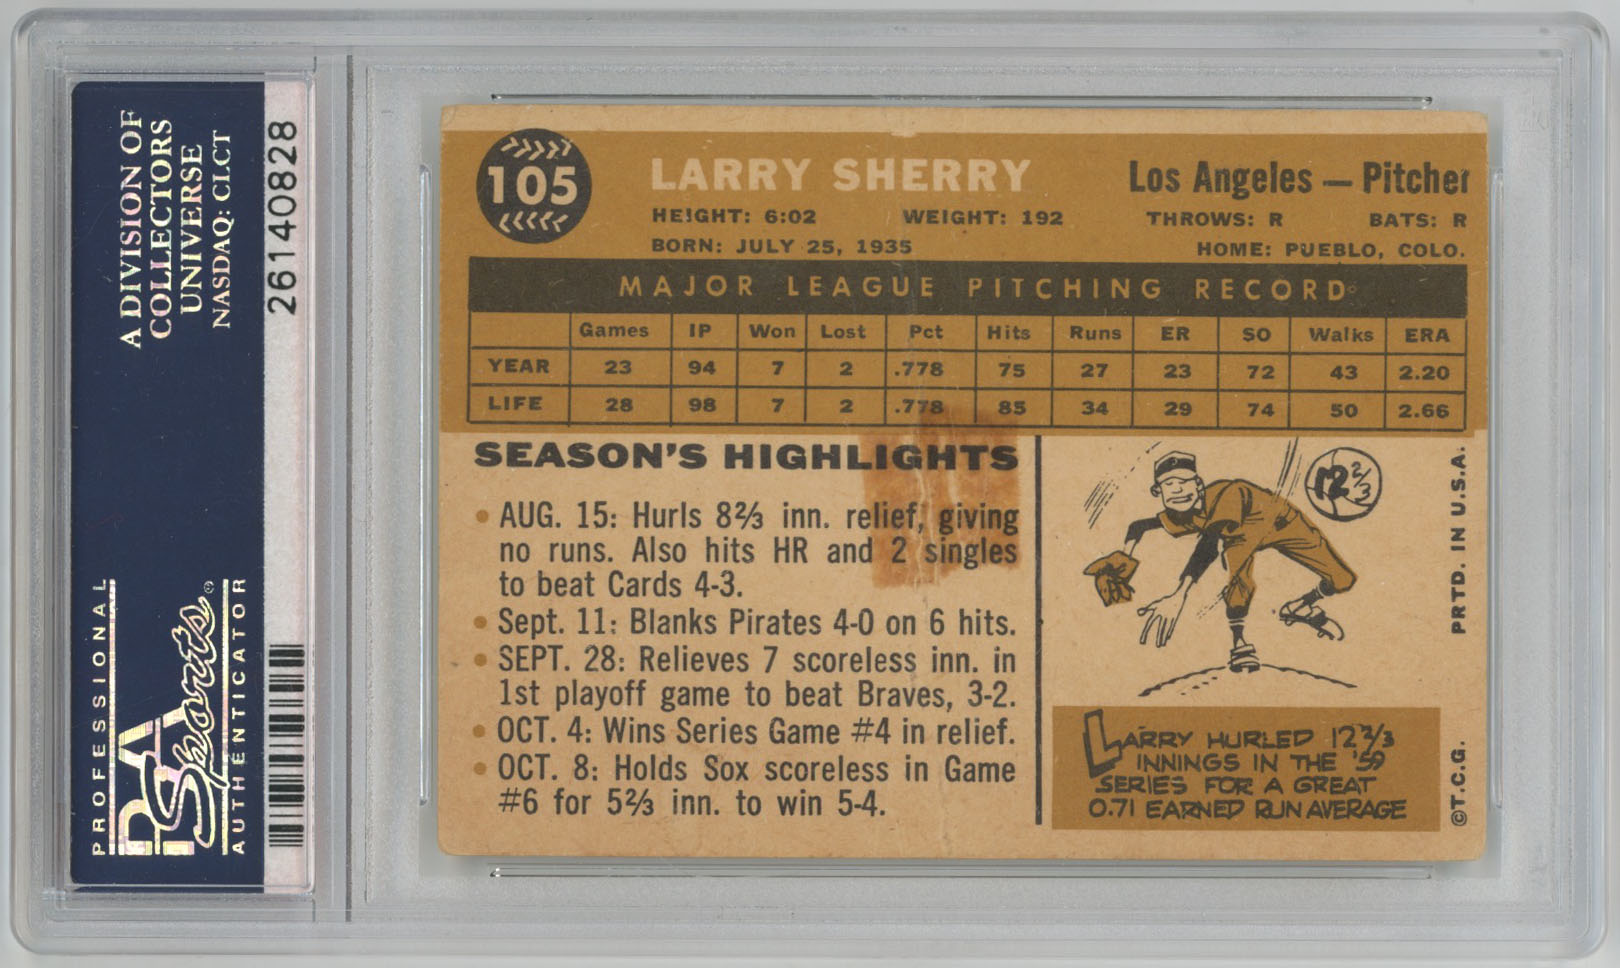 A DIVISION OF
COLLECTORS
UNIVERSE
NASDAQ: CLCT
26140828
PROFESSIONAL
PSA
Sports®
AUTHENTICATOR
105
LARRY SHERRY
Los Angeles — Pitcher
HEIGHT: 6:02 WEIGHT: 192 THROWS: R BATS: R
BORN: JULY 25, 1935 HOME: PUEBLO, COLO.
MAJOR LEAGUE PITCHING RECORD
Games IP Won Lost Pct Hits Runs ER SO Walks ERA
YEAR 23 94 7 2 .778 75 27 23 72 43 2.20
LIFE 28 98 7 2 .778 85 34 29 74 50 2.66
SEASON'S HIGHLIGHTS
• AUG. 15: Hurls 8⅔ inn. relief, giving
no runs. Also hits HR and 2 singles
to beat Cards 4-3.
• Sept. 11: Blanks Pirates 4-0 on 6 hits.
• SEPT. 28: Relieves 7 scoreless inn. in
1st playoff game to beat Braves, 3-2.
• OCT. 4: Wins Series Game #4 in relief.
• OCT. 8: Holds Sox scoreless in Game
#6 for 5⅔ inn. to win 5-4.
12⅔
LARRY HURLED 12⅔
INNINGS IN THE '59
SERIES FOR A GREAT
0.71 EARNED RUN AVERAGE
©T.C.G. PRTD. IN U.S.A.